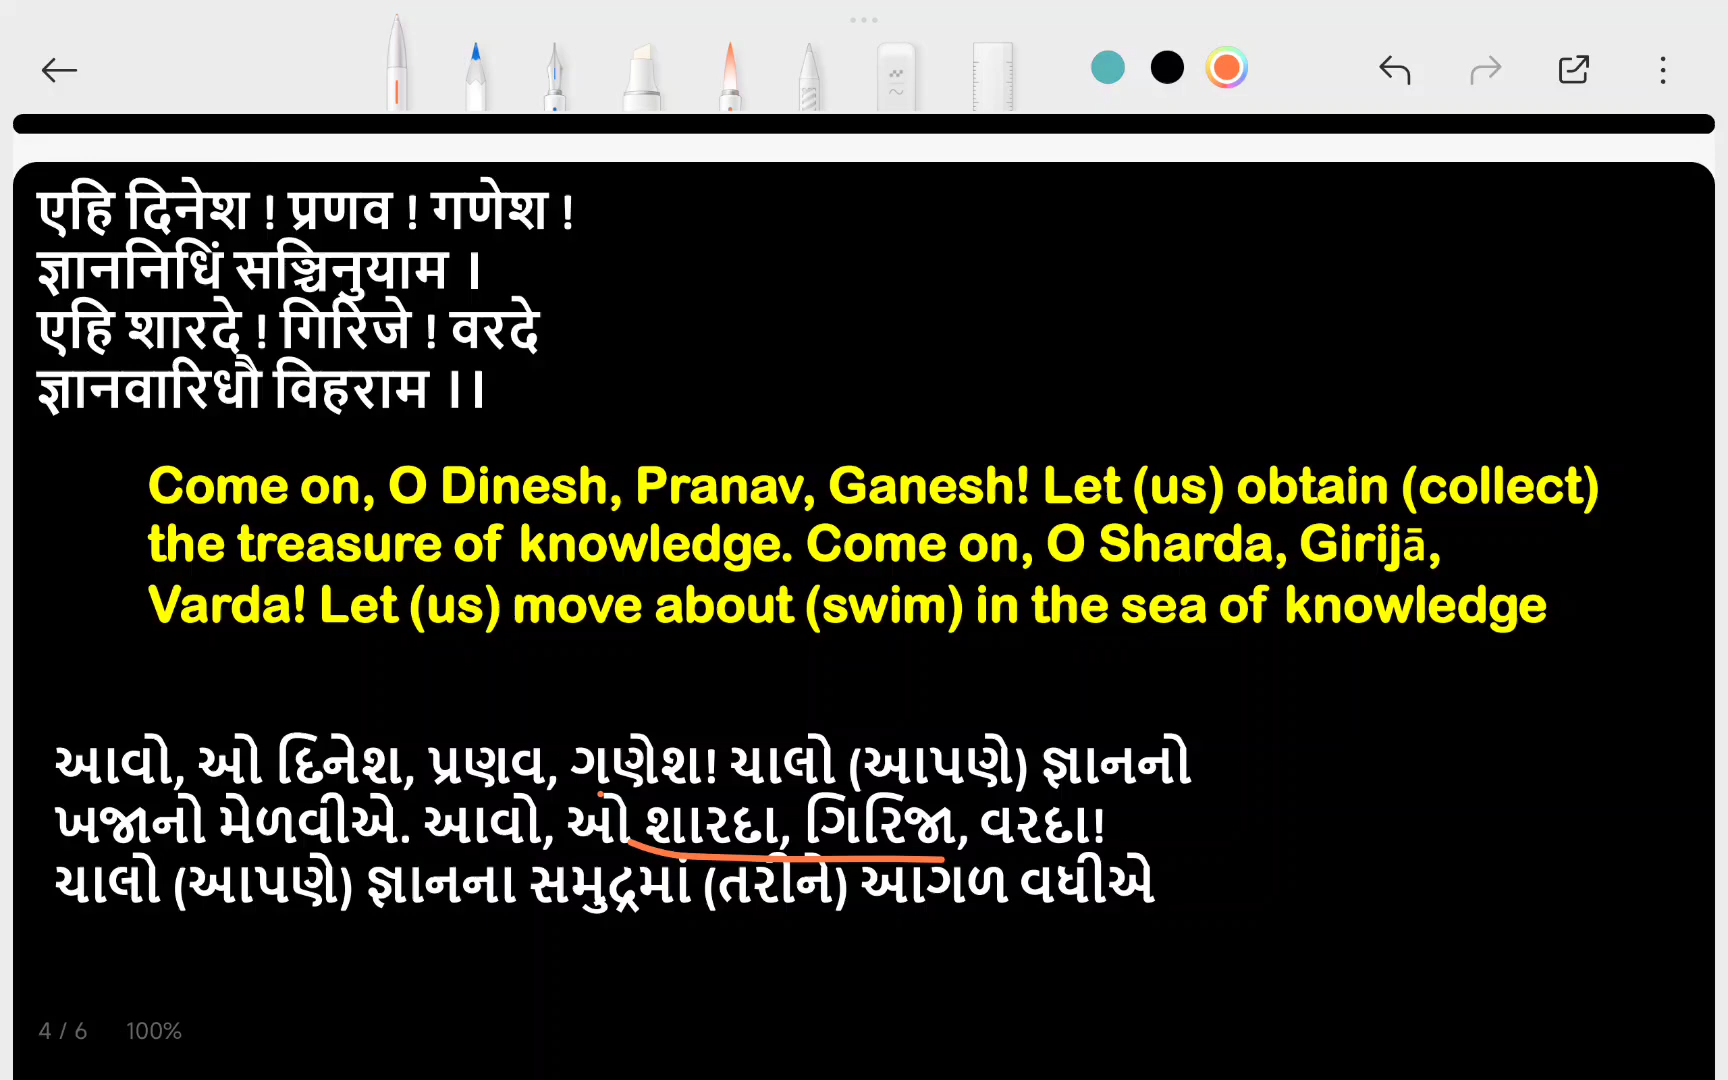 एहि दिनेश ! प्रणव ! गणेश !
ज्ञाननिधिं सञ्चिनुयाम ।
एहि शारदे ! गिरिजे ! वरदे
ज्ञानवारिधौ विहराम ।।
Come on, O Dinesh, Pranav, Ganesh! Let (us) obtain (collect)
the treasure of knowledge. Come on, O Sharda, Girijā,
Varda! Let (us) move about (swim) in the sea of knowledge
આવો, ઓ દિનેશ, પ્રણવ, ગણેશ! ચાલો (આપણે) જ્ઞાનનો
ખજાનો મેળવીએ. આવો, ઓ શારદા, ગિરિજા, વરદા!
ચાલો (આપણે) જ્ઞાનના સમુદ્રમાં (તરીને) આગળ વધીએ
4 / 6 100%